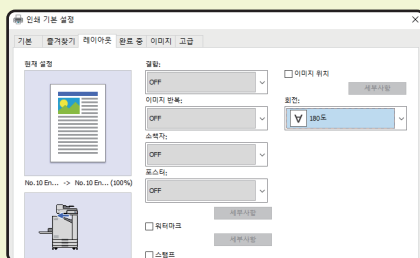 인쇄 기본 설정
기본 즐겨찾기 레이아웃 완료 중 이미지 고급
현재 설정
No. 10 En... -> No. 10 En... (100%)
결합:
OFF
이미지 반복:
OFF
소책자:
OFF
포스터:
OFF
세부사항
워터마크
세부사항
스탬프
이미지 위치
세부사항
회전:
180도